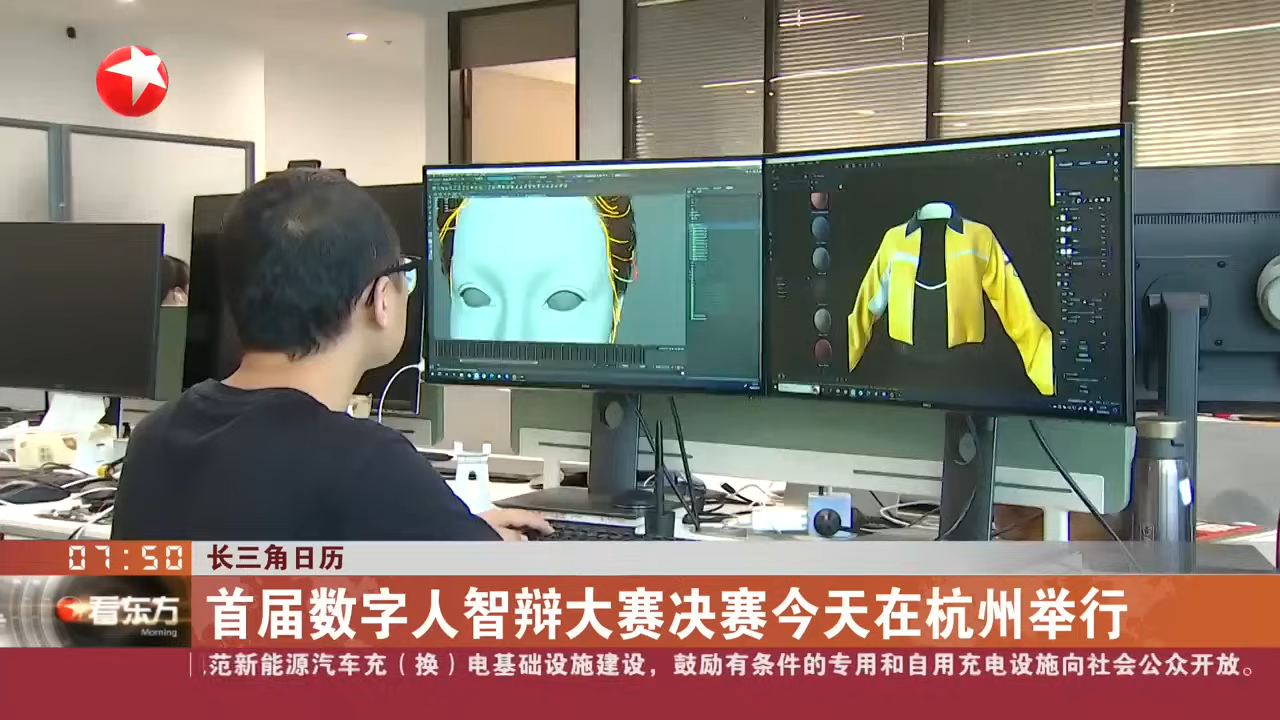 07:50
长三角日历
看东方
Morning
首届数字人智辩大赛决赛今天在杭州举行
范新能源汽车充（换）电基础设施建设，鼓励有条件的专用和自用充电设施向社会公众开放。